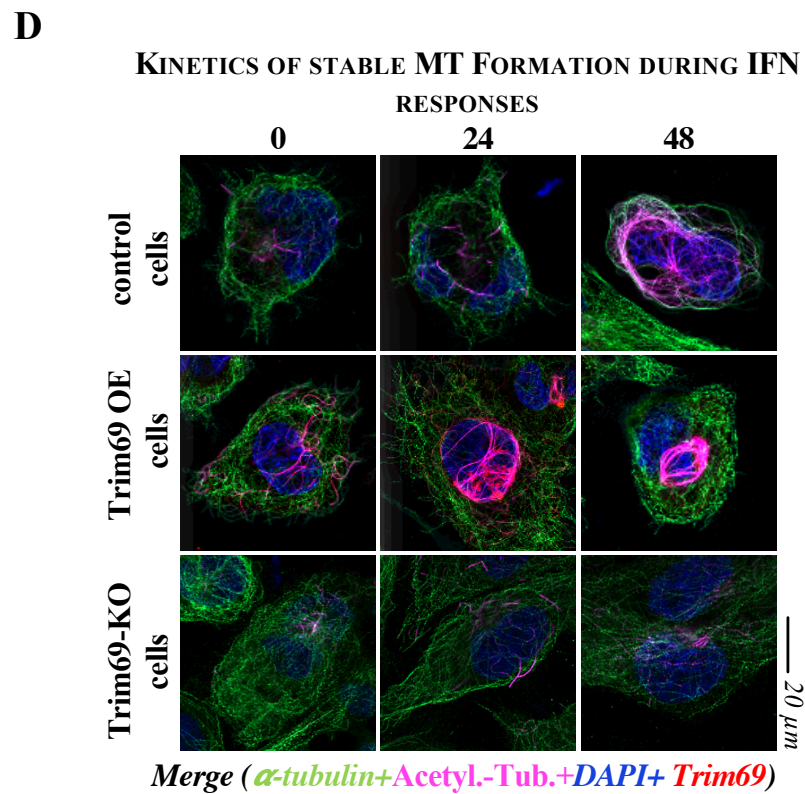 D
KINETICS OF STABLE MT FORMATION DURING IFN
RESPONSES
0 24 48
control
cells
Trim69 OE
cells
Trim69-KO
cells
20 µm
Merge (α-tubulin+Acetyl.-Tub.+DAPI+ Trim69)